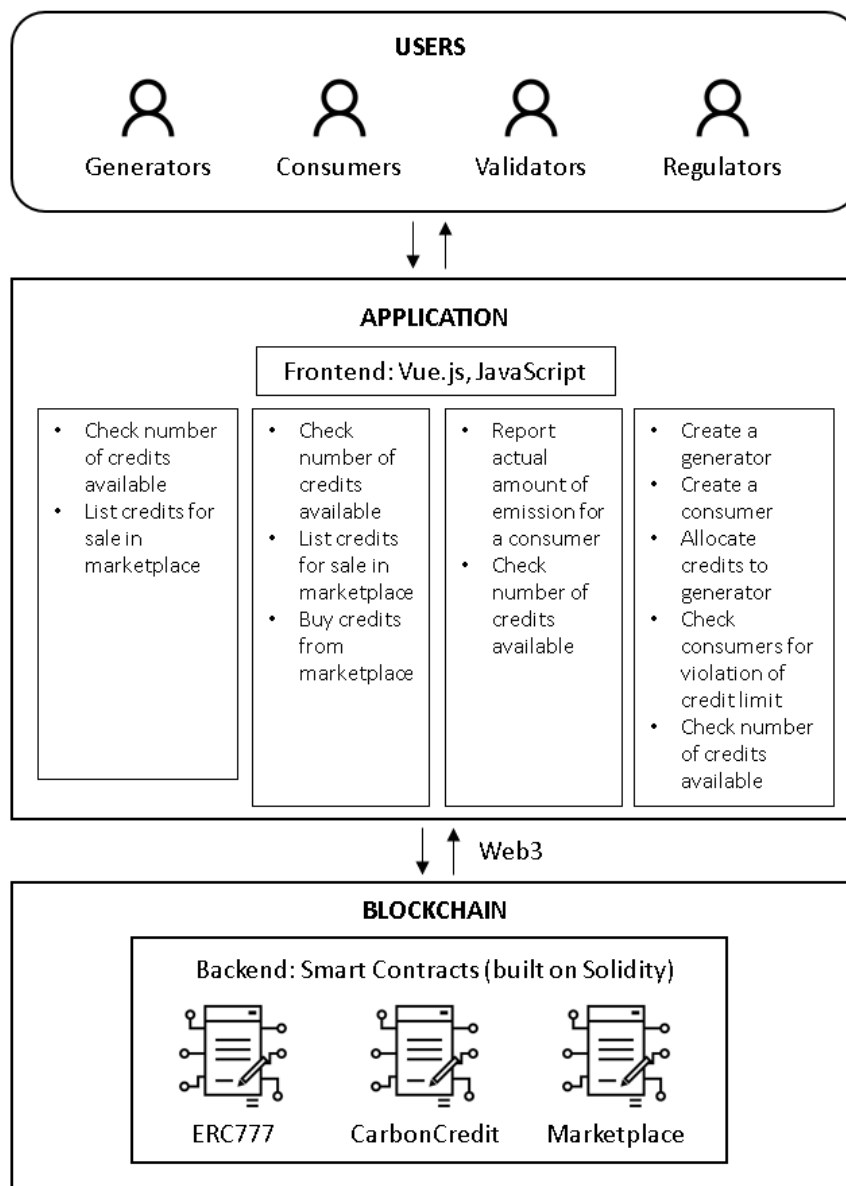 USERS
Generators
Consumers
Validators
Regulators
APPLICATION
Frontend: Vue.js, JavaScript
• Check number
of credits
available
• List credits for
sale in
marketplace
• Check
number of
credits
available
• List credits
for sale in
marketplace
• Buy credits
from
marketplace
• Report
actual
amount of
emission for
a consumer
• Check
number of
credits
available
• Create a
generator
• Create a
consumer
• Allocate
credits to
generator
• Check
consumers for
violation of
credit limit
• Check number
of credits
available
Web3
BLOCKCHAIN
Backend: Smart Contracts (built on Solidity)
ERC777
CarbonCredit
Marketplace